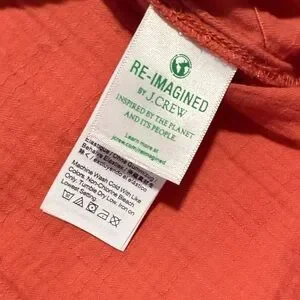 RE-IMAGINED
BY J.CREW
INSPIRED BY THE PLANET
AND ITS PEOPLE
Learn more at
jcrew.com/reimagined
Machine Wash Cold With Like
Colors. Non-Chlorine Bleach
Only. Tumble Dry Low. Iron on
Lowest Setting.